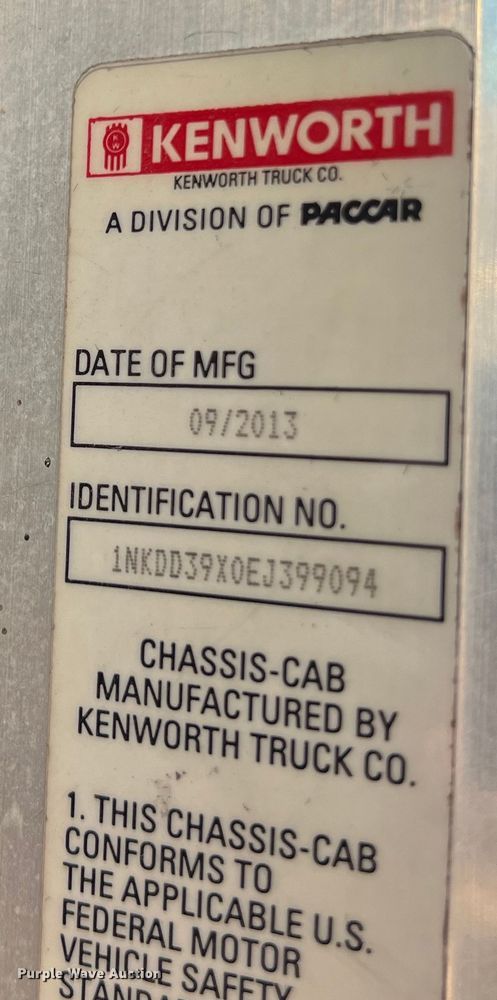 KW
KENWORTH
KENWORTH TRUCK CO.
A DIVISION OF PACCAR
DATE OF MFG
09/2013
IDENTIFICATION NO.
1NKDD39X0EJ399094
CHASSIS-CAB
MANUFACTURED BY
KENWORTH TRUCK CO.
1. THIS CHASSIS-CAB
CONFORMS TO
THE APPLICABLE U.S.
FEDERAL MOTOR
VEHICLE SAFETY
Purple Wave Auction